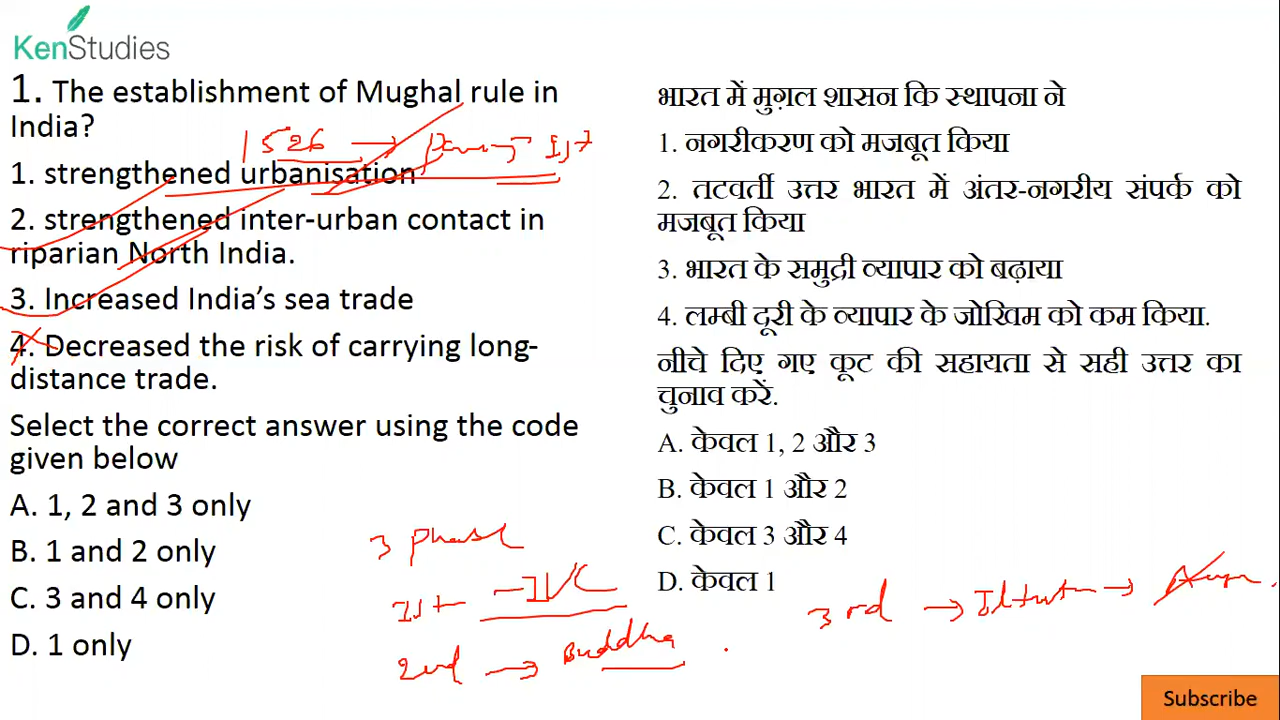 KenStudies
1. The establishment of Mughal rule in
India?
1526 → Ist
1. strengthened urbanisation
2. strengthened inter-urban contact in
riparian North India.
3. Increased India's sea trade
4. Decreased the risk of carrying long-
distance trade.
Select the correct answer using the code
given below
A. 1, 2 and 3 only
B. 1 and 2 only
C. 3 and 4 only
D. 1 only
3 phase
Ist - IVC
2nd → Buddha
भारत में मुग़ल शासन कि स्थापना ने
1. नगरीकरण को मजबूत किया
2. तटवर्ती उत्तर भारत में अंतर-नगरीय संपर्क को
मजबूत किया
3. भारत के समुद्री व्यापार को बढ़ाया
4. लम्बी दूरी के व्यापार के जोखिम को कम किया.
नीचे दिए गए कूट की सहायता से सही उत्तर का
चुनाव करें.
A. केवल 1, 2 और 3
B. केवल 1 और 2
C. केवल 3 और 4
D. केवल 1
3rd → →
Subscribe